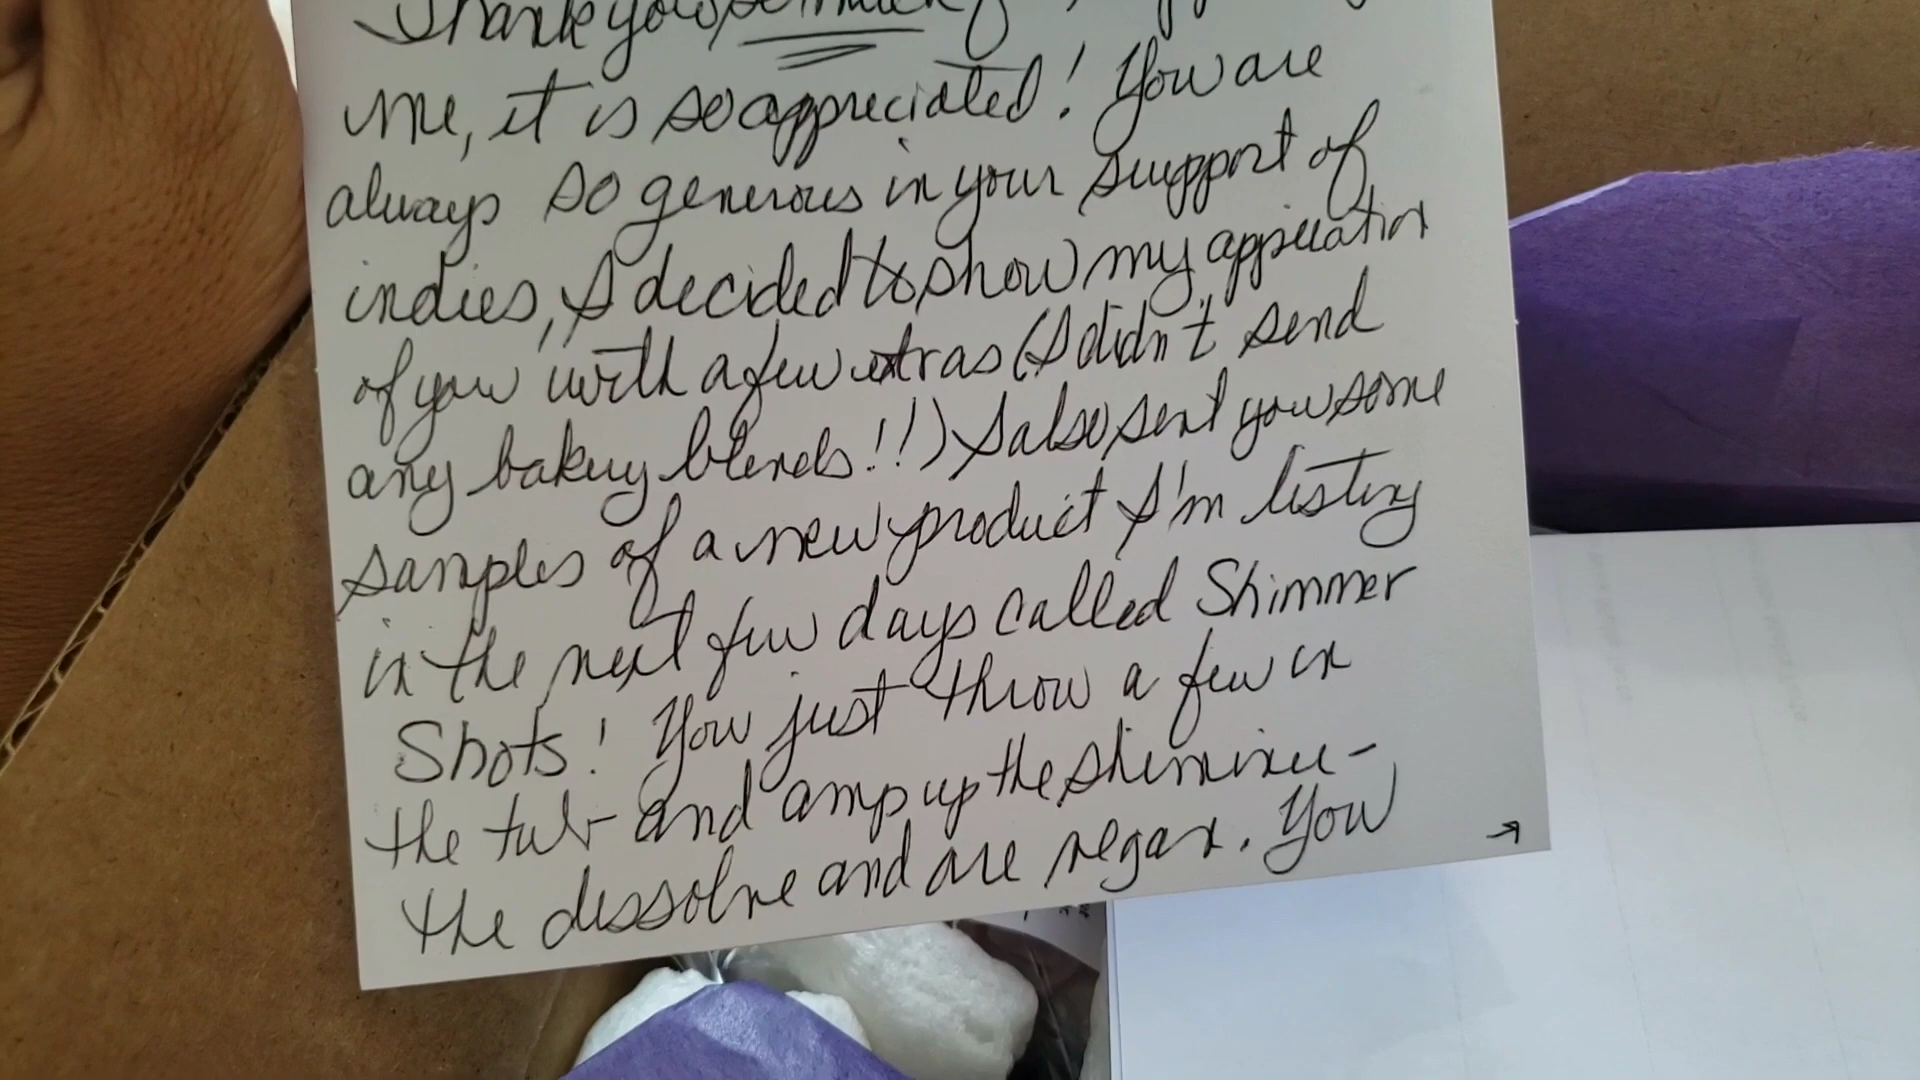 Thank you so much
me, it is so appreciated! You are
always so generous in your support of
indies, I decided to show my appreciation
of you with a few extras (I didn't send
any bakery blends!!) I also sent you some
samples of a new product I'm listing
in the next few days called Shimmer
Shots! You just throw a few in
the tub and amp up the shimmer -
the dissolve and are vegan. You
→